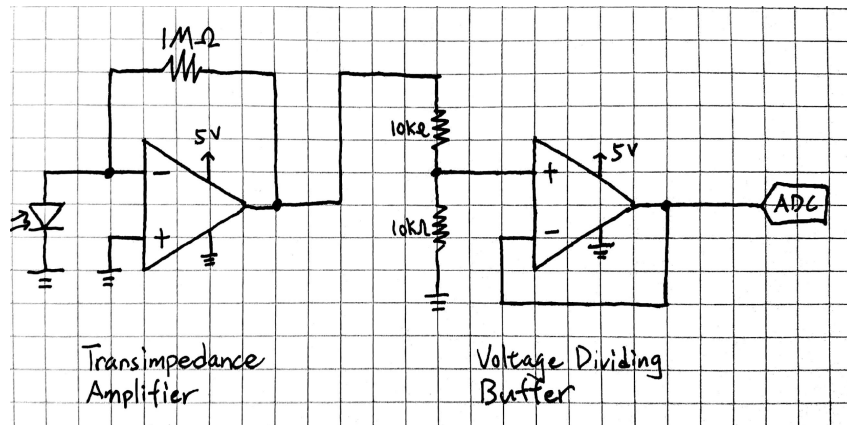 1MΩ
5V
-
+
10kΩ
10kΩ
5V
+
-
ADC
Transimpedance
Amplifier
Voltage Dividing
Buffer